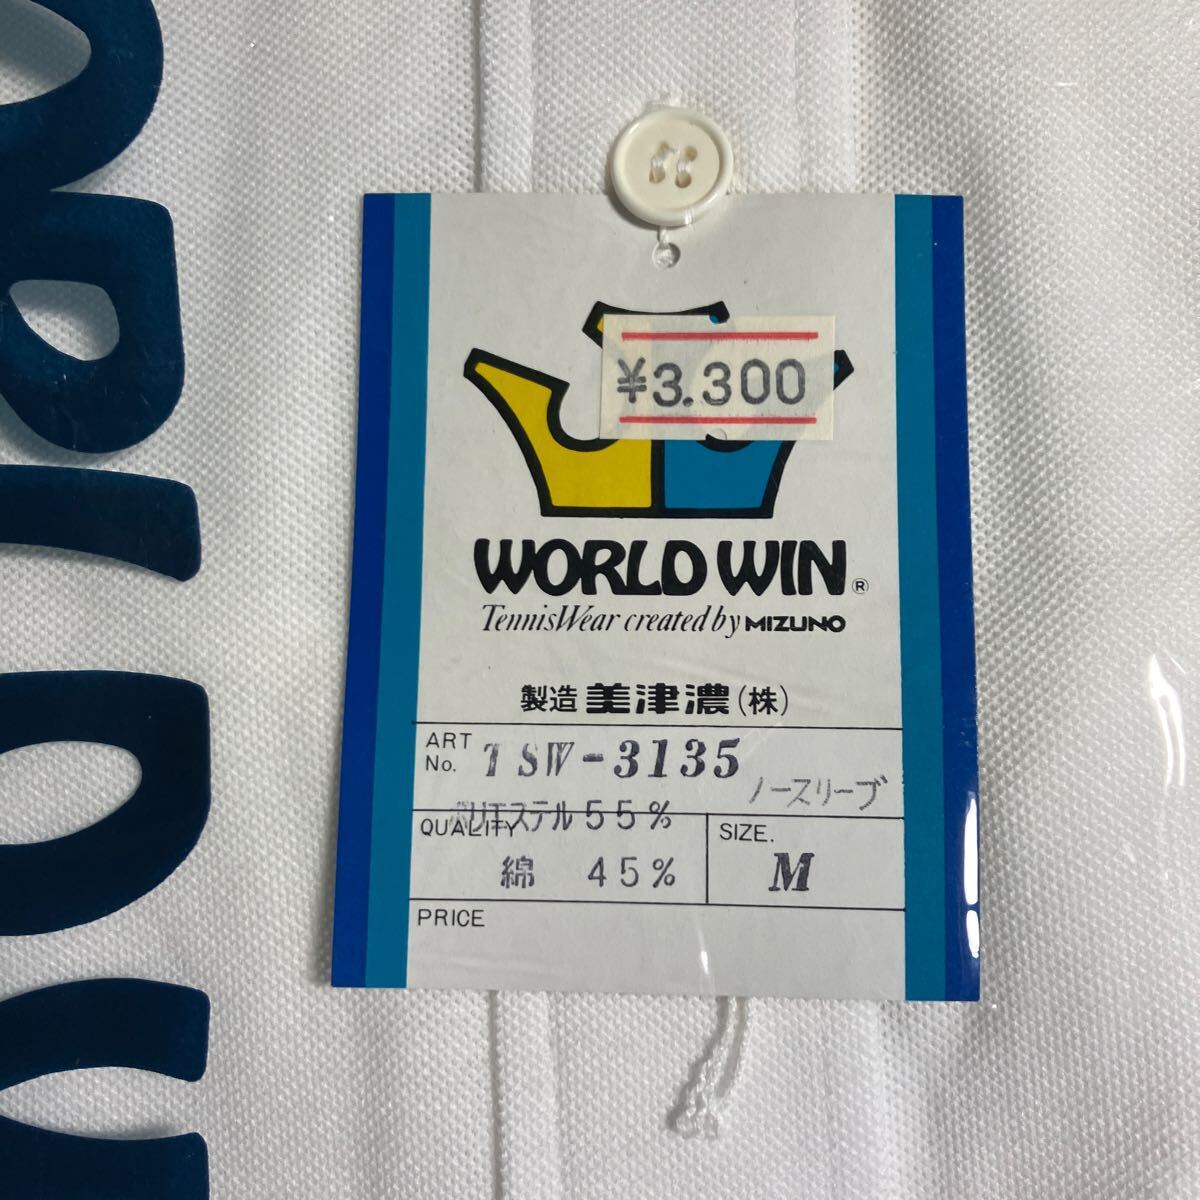 ¥3.300
WORLD WIN®
TennisWear created by MIZUNO
製造 美津濃(株)
ART No. TSW-3135
ノースリーブ
ポリエステル 55%
QUALITY
綿 45%
SIZE.
M
PRICE